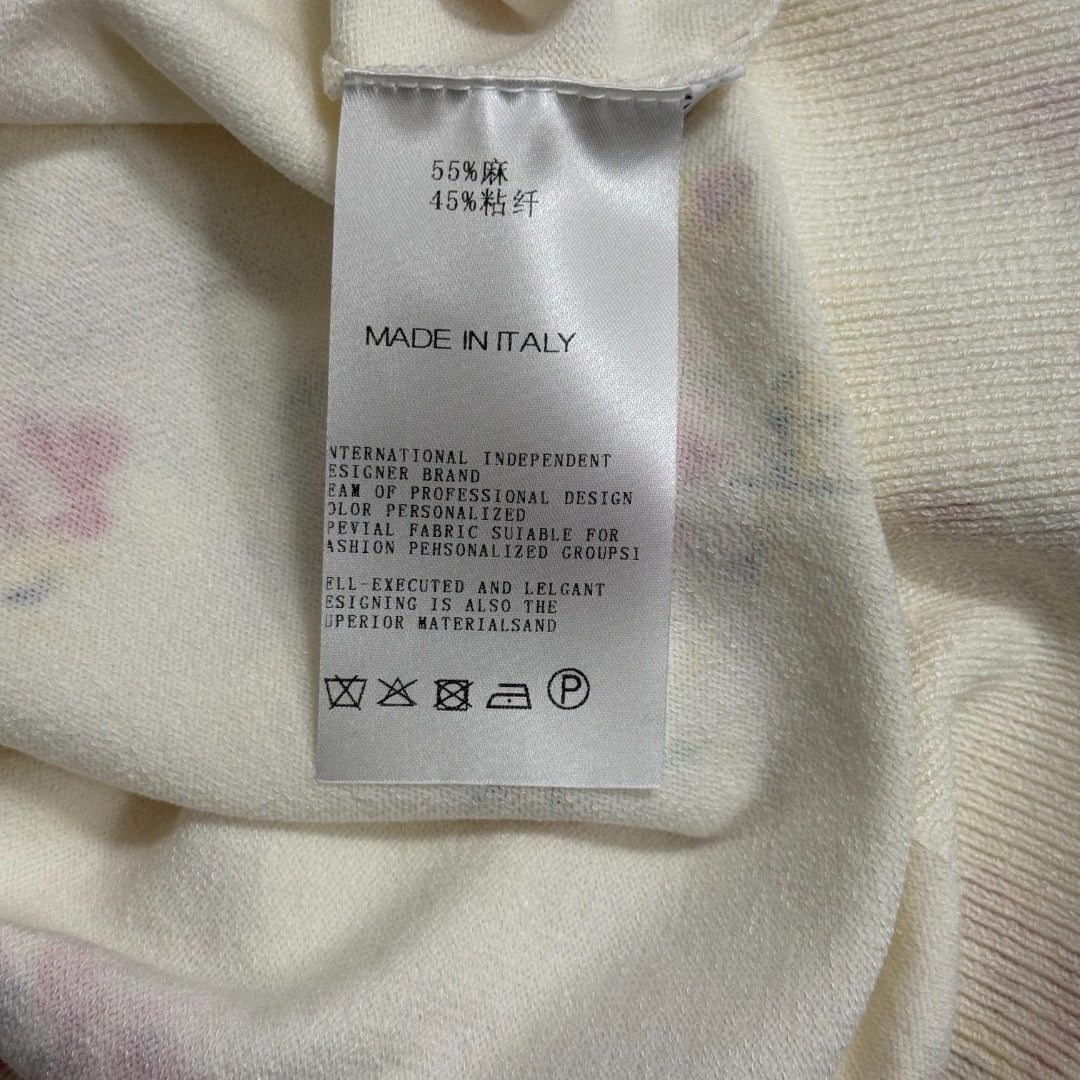 55%麻
45%粘纤
MADE IN ITALY
NTERNATIONAL INDEPENDENT
ESIGNER BRAND
EAM OF PROFESSIONAL DESIGN
OLOR PERSONALIZED
PEVIAL FABRIC SUIABLE FOR
ASHION PEHSONALIZED GROUPSI
ELL-EXECUTED AND LELGANT
ESIGNING IS ALSO THE
UPERIOR MATERIALSAND
P